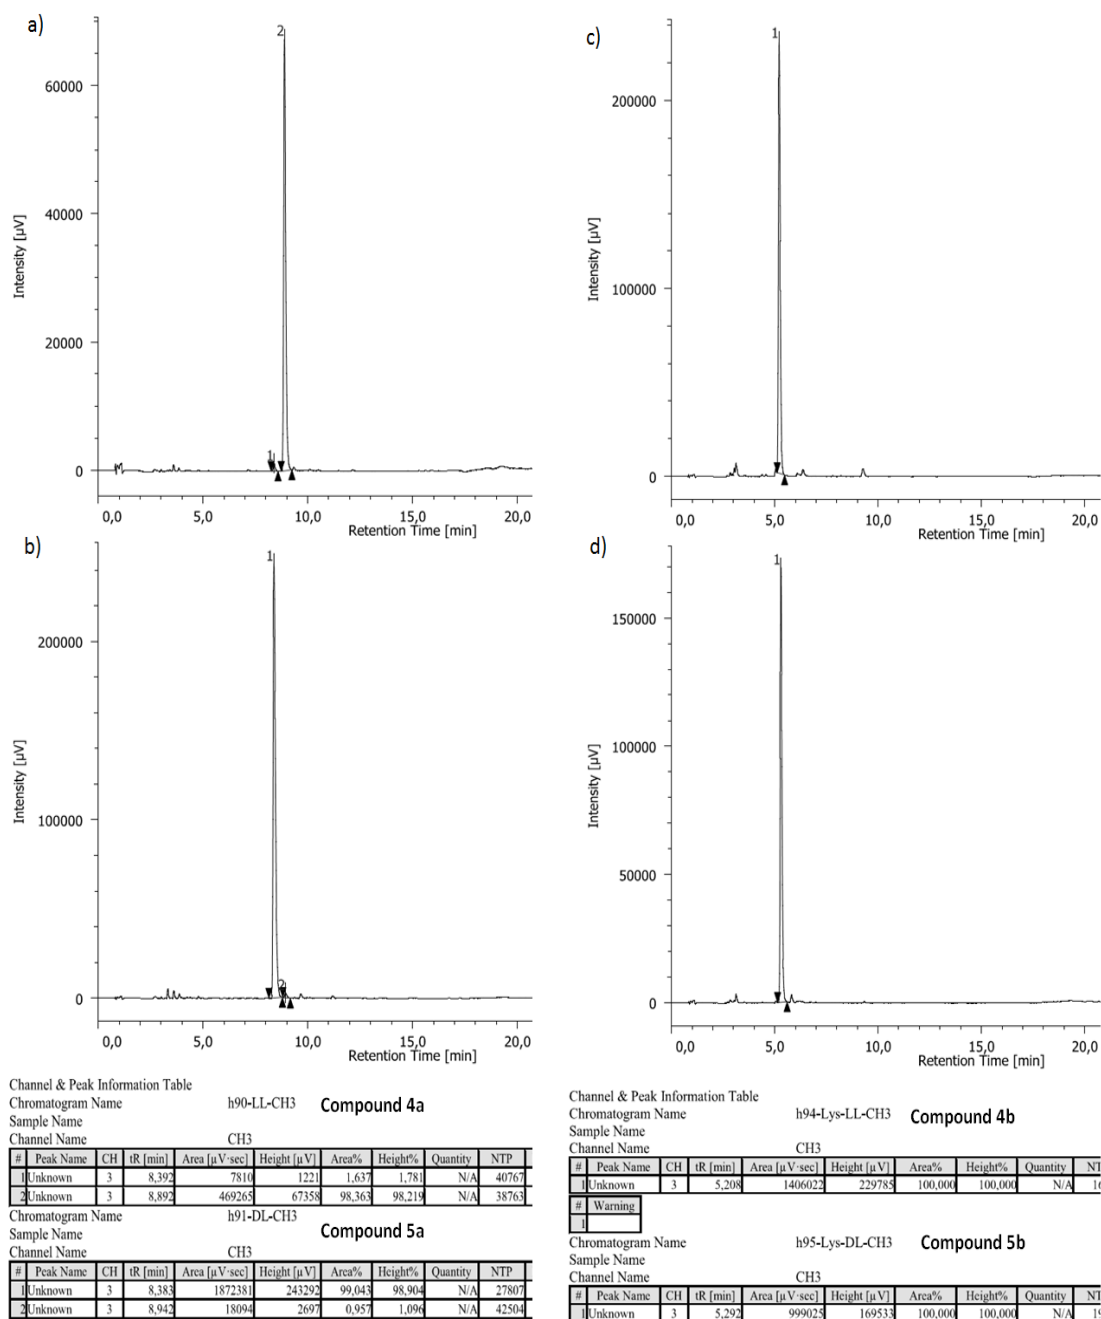 a)
2
60000
40000
20000
0
1
Intensity [µV]
0,0 5,0 10,0 15,0 20,0
Retention Time [min]
c)
1
200000
100000
0
Intensity [µV]
0,0 5,0 10,0 15,0 20,0
Retention Time [min]
b)
1
200000
100000
0
2
Intensity [µV]
0,0 5,0 10,0 15,0 20,0
Retention Time [min]
d)
1
150000
100000
50000
0
Intensity [µV]
0,0 5,0 10,0 15,0 20,0
Retention Time [min]
Channel & Peak Information Table
Chromatogram Name h90-LL-CH3 Compound 4a
Sample Name
Channel Name CH3
# Peak Name CH tR [min] Area [µV·sec] Height [µV] Area% Height% Quantity NTP
1 Unknown 3 8,392 7810 1221 1,637 1,781 N/A 40767
2 Unknown 3 8,892 469265 67358 98,363 98,219 N/A 38763
Chromatogram Name h91-DL-CH3
Compound 5a
Sample Name
Channel Name CH3
# Peak Name CH tR [min] Area [µV·sec] Height [µV] Area% Height% Quantity NTP
1 Unknown 3 8,383 1872381 243292 99,043 98,904 N/A 27807
2 Unknown 3 8,942 18094 2697 0,957 1,096 N/A 42504
Channel & Peak Information Table
Chromatogram Name h94-Lys-LL-CH3 Compound 4b
Sample Name
Channel Name CH3
# Peak Name CH tR [min] Area [µV·sec] Height [µV] Area% Height% Quantity
1 Unknown 3 5,208 1406022 229785 100,000 100,000 N/A
# Warning
1
Chromatogram Name h95-Lys-DL-CH3 Compound 5b
Sample Name
Channel Name CH3
# Peak Name CH tR [min] Area [µV·sec] Height [µV] Area% Height% Quantity
1 Unknown 3 5,292 999025 169533 100,000 100,000 N/A